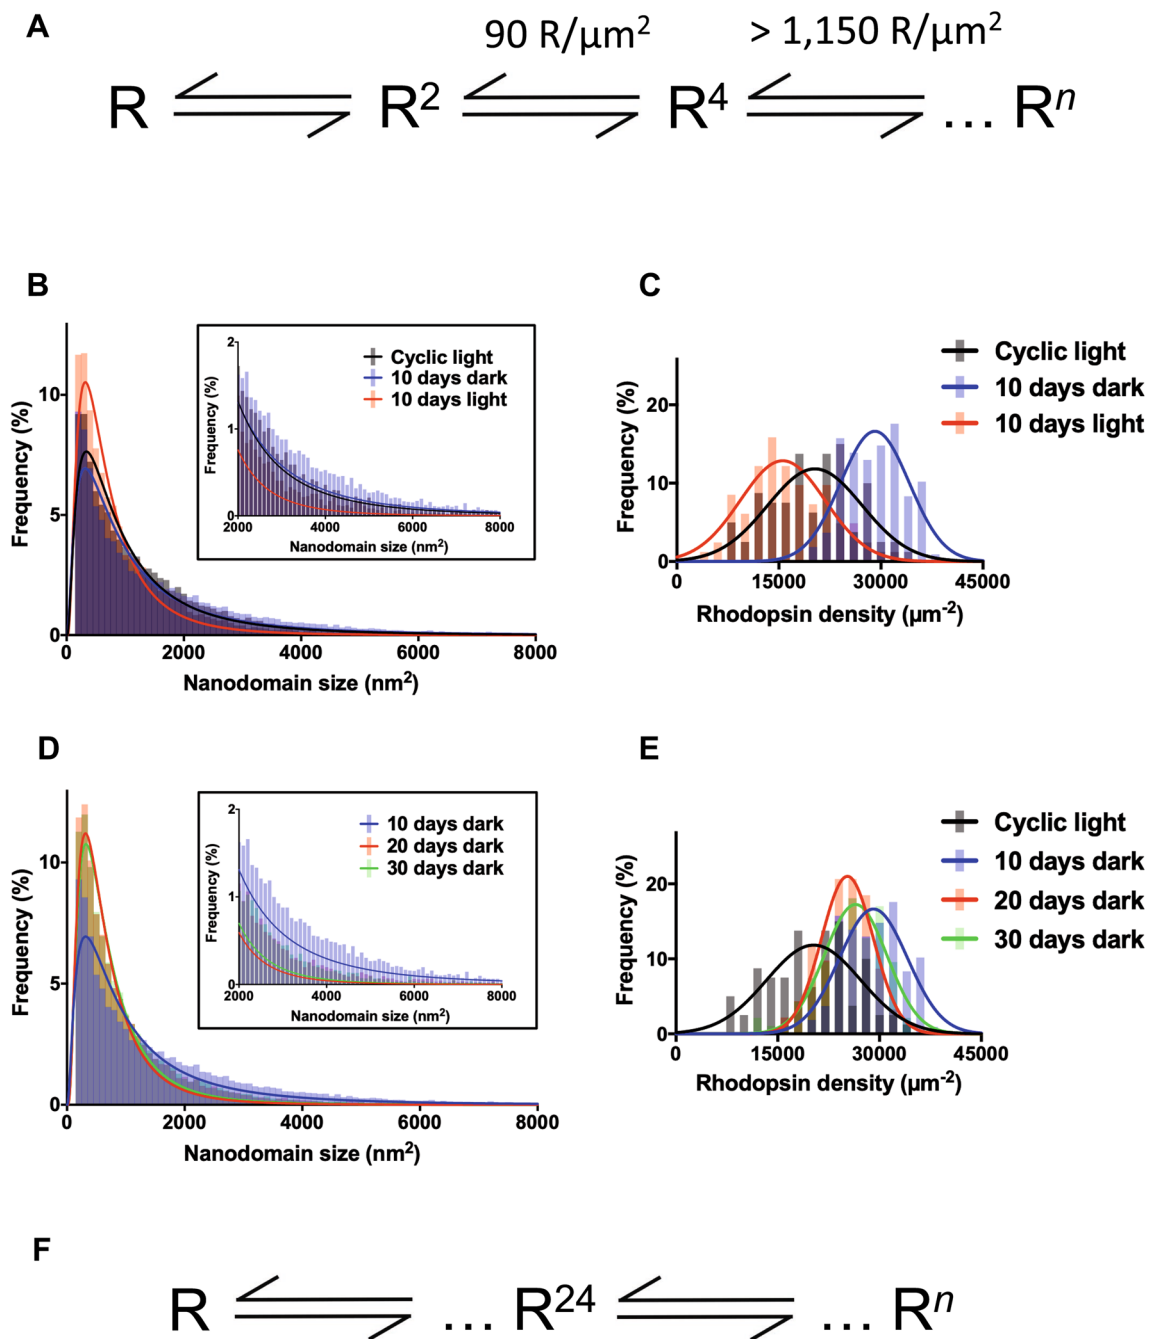 A
90 R/µm²
> 1,150 R/µm²
R R² R⁴ ... Rⁿ
B
Frequency (%)
10
5
0
0 2000 4000 6000 8000
Nanodomain size (nm²)
Frequency (%)
2
1
0
2000 4000 6000 8000
Nanodomain size (nm²)
Cyclic light
10 days dark
10 days light
C
Frequency (%)
20
10
0
0 15000 30000 45000
Rhodopsin density (µm⁻²)
Cyclic light
10 days dark
10 days light
D
Frequency (%)
10
5
0
0 2000 4000 6000 8000
Nanodomain size (nm²)
Frequency (%)
2
1
0
2000 4000 6000 8000
Nanodomain size (nm²)
10 days dark
20 days dark
30 days dark
E
Frequency (%)
20
10
0
0 15000 30000 45000
Rhodopsin density (µm⁻²)
Cyclic light
10 days dark
20 days dark
30 days dark
F
R ... R²⁴ ... Rⁿ